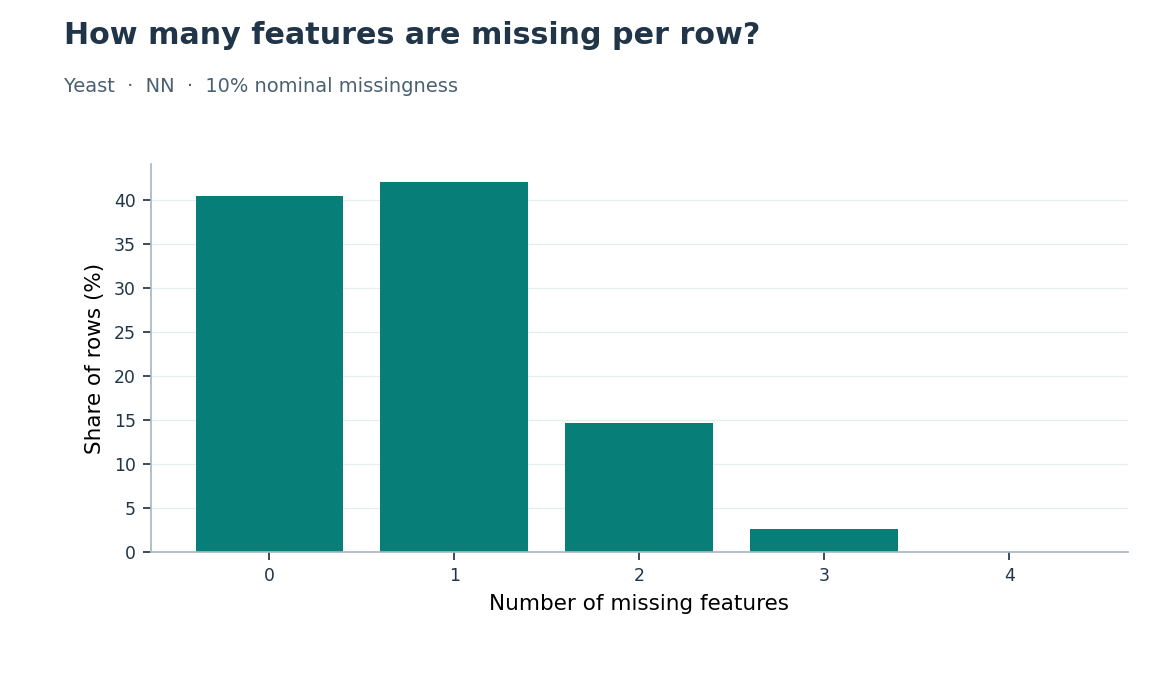 How many features are missing per row?
Yeast · NN · 10% nominal missingness
Share of rows (%)
40
35
30
25
20
15
10
5
0
0 1 2 3 4
Number of missing features